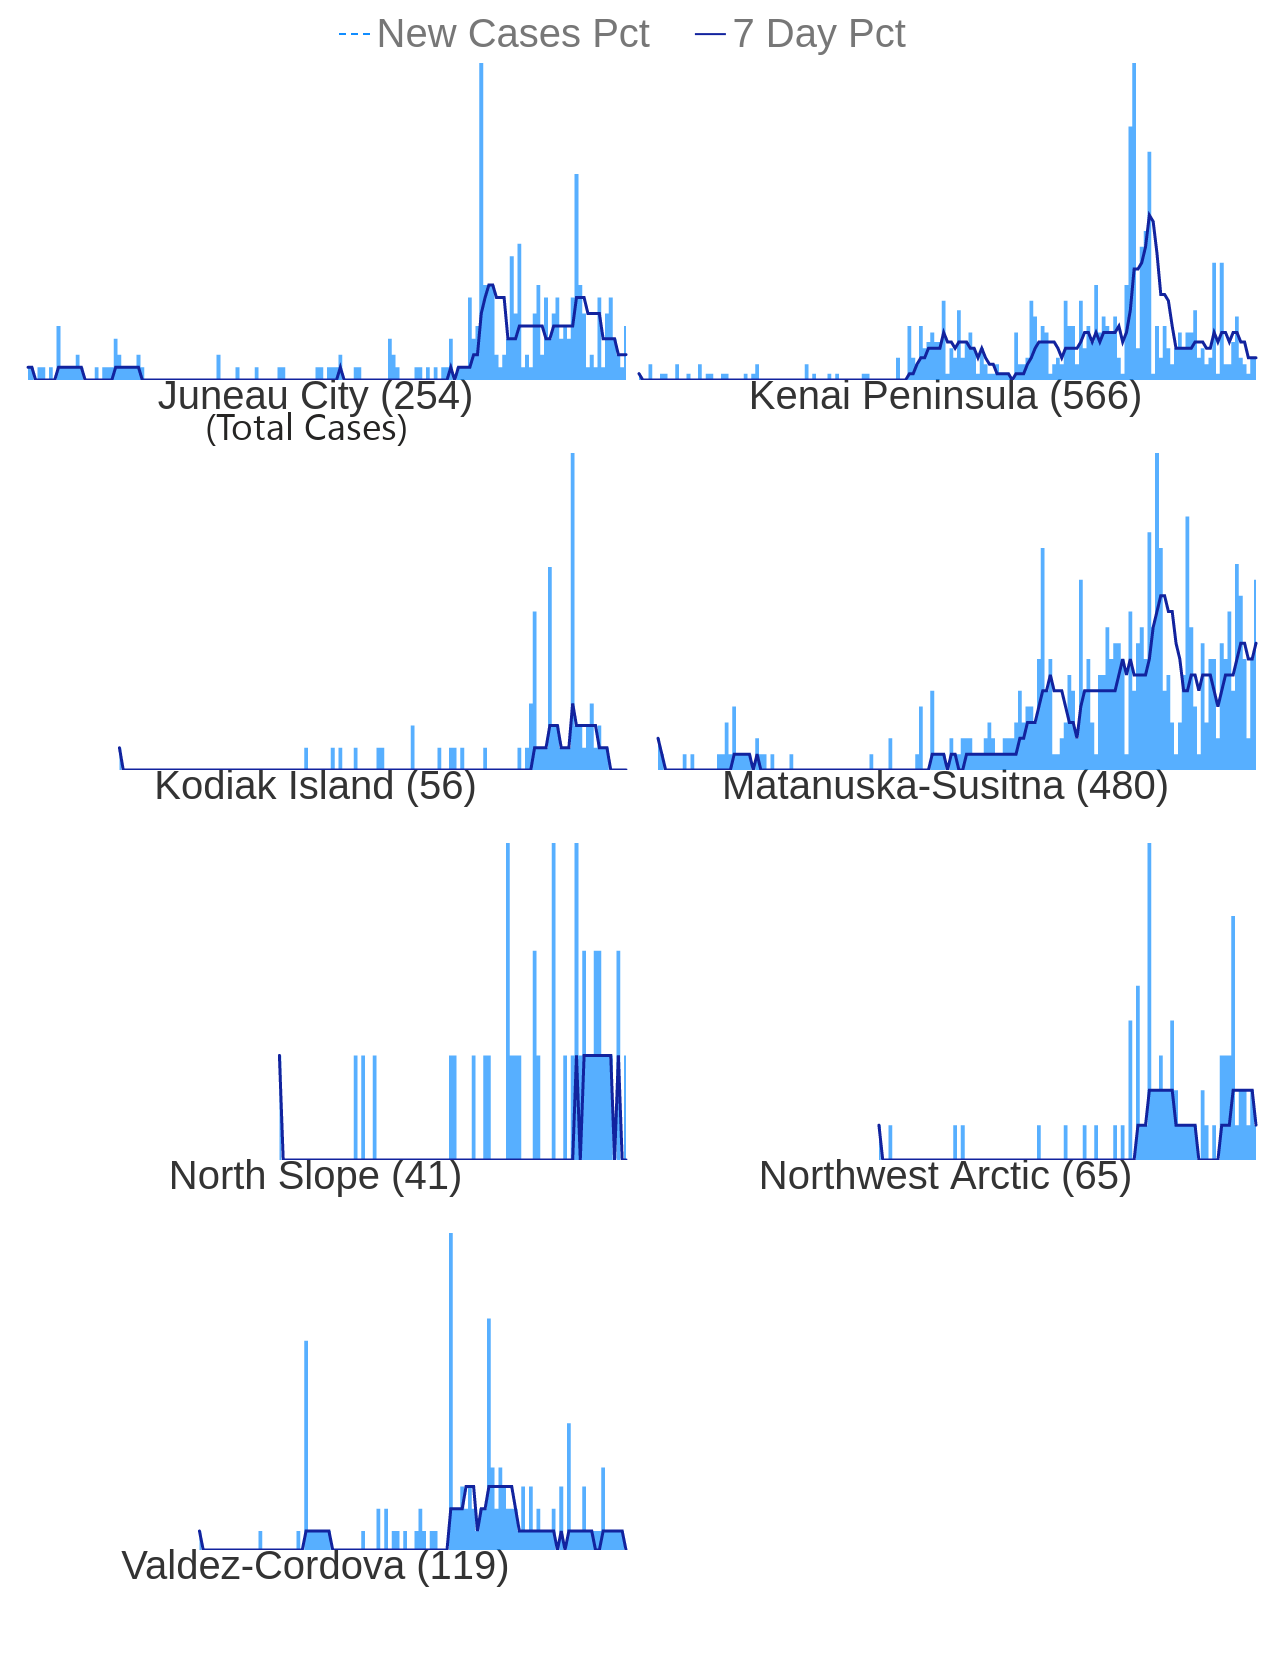 New Cases Pct 7 Day Pct
Juneau City (254)
(Total Cases)
Kenai Peninsula (566)
Kodiak Island (56)
Matanuska-Susitna (480)
North Slope (41)
Northwest Arctic (65)
Valdez-Cordova (119)